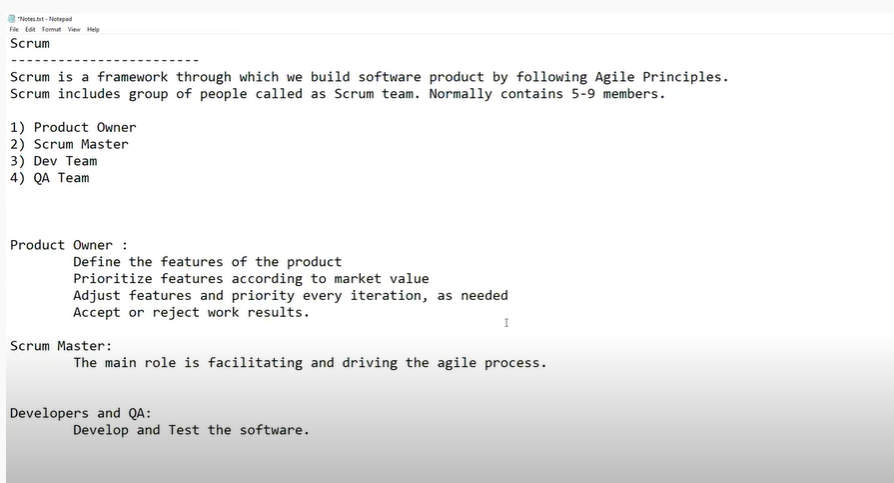 *Notes.txt - Notepad
File Edit Format View Help
Scrum
------------------------
Scrum is a framework through which we build software product by following Agile Principles.
Scrum includes group of people called as Scrum team. Normally contains 5-9 members.
1) Product Owner
2) Scrum Master
3) Dev Team
4) QA Team
Product Owner :
Define the features of the product
Prioritize features according to market value
Adjust features and priority every iteration, as needed
Accept or reject work results.
Scrum Master:
The main role is facilitating and driving the agile process.
Developers and QA:
Develop and Test the software.